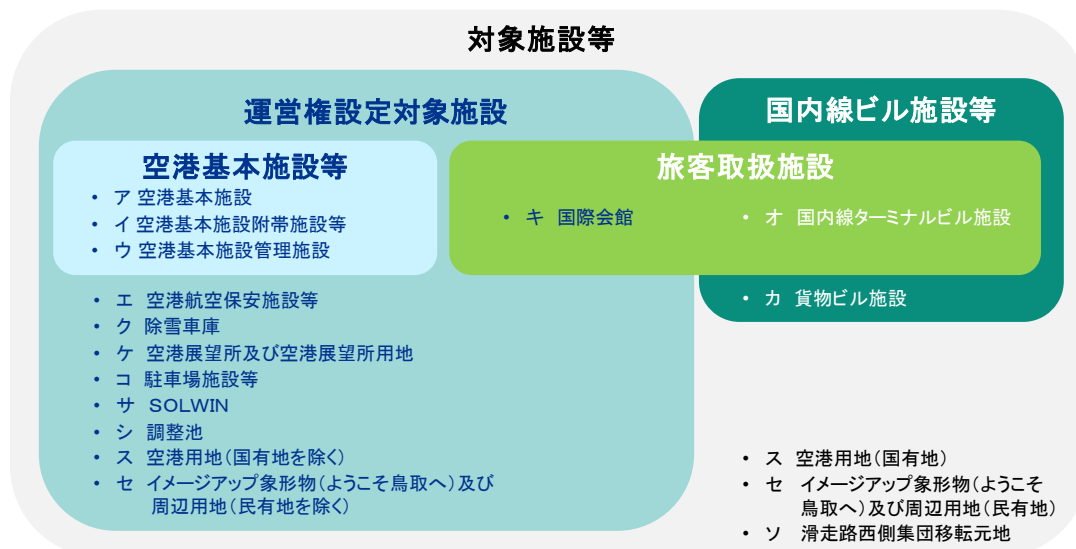 対象施設等
運営権設定対象施設
空港基本施設等
・ ア 空港基本施設
・ イ 空港基本施設附帯施設等
・ ウ 空港基本施設管理施設
旅客取扱施設
・ キ 国際会館
・ エ 空港航空保安施設等
・ ク 除雪車庫
・ ケ 空港展望所及び空港展望所用地
・ コ 駐車場施設等
・ サ SOLWIN
・ シ 調整池
・ ス 空港用地(国有地を除く)
・ セ イメージアップ象形物(ようこそ鳥取へ)及び
周辺用地(民有地を除く)
国内線ビル施設等
・ オ 国内線ターミナルビル施設
・ カ 貨物ビル施設
・ ス 空港用地(国有地)
・ セ イメージアップ象形物(ようこそ
鳥取へ)及び周辺用地(民有地)
・ ソ 滑走路西側集団移転元地